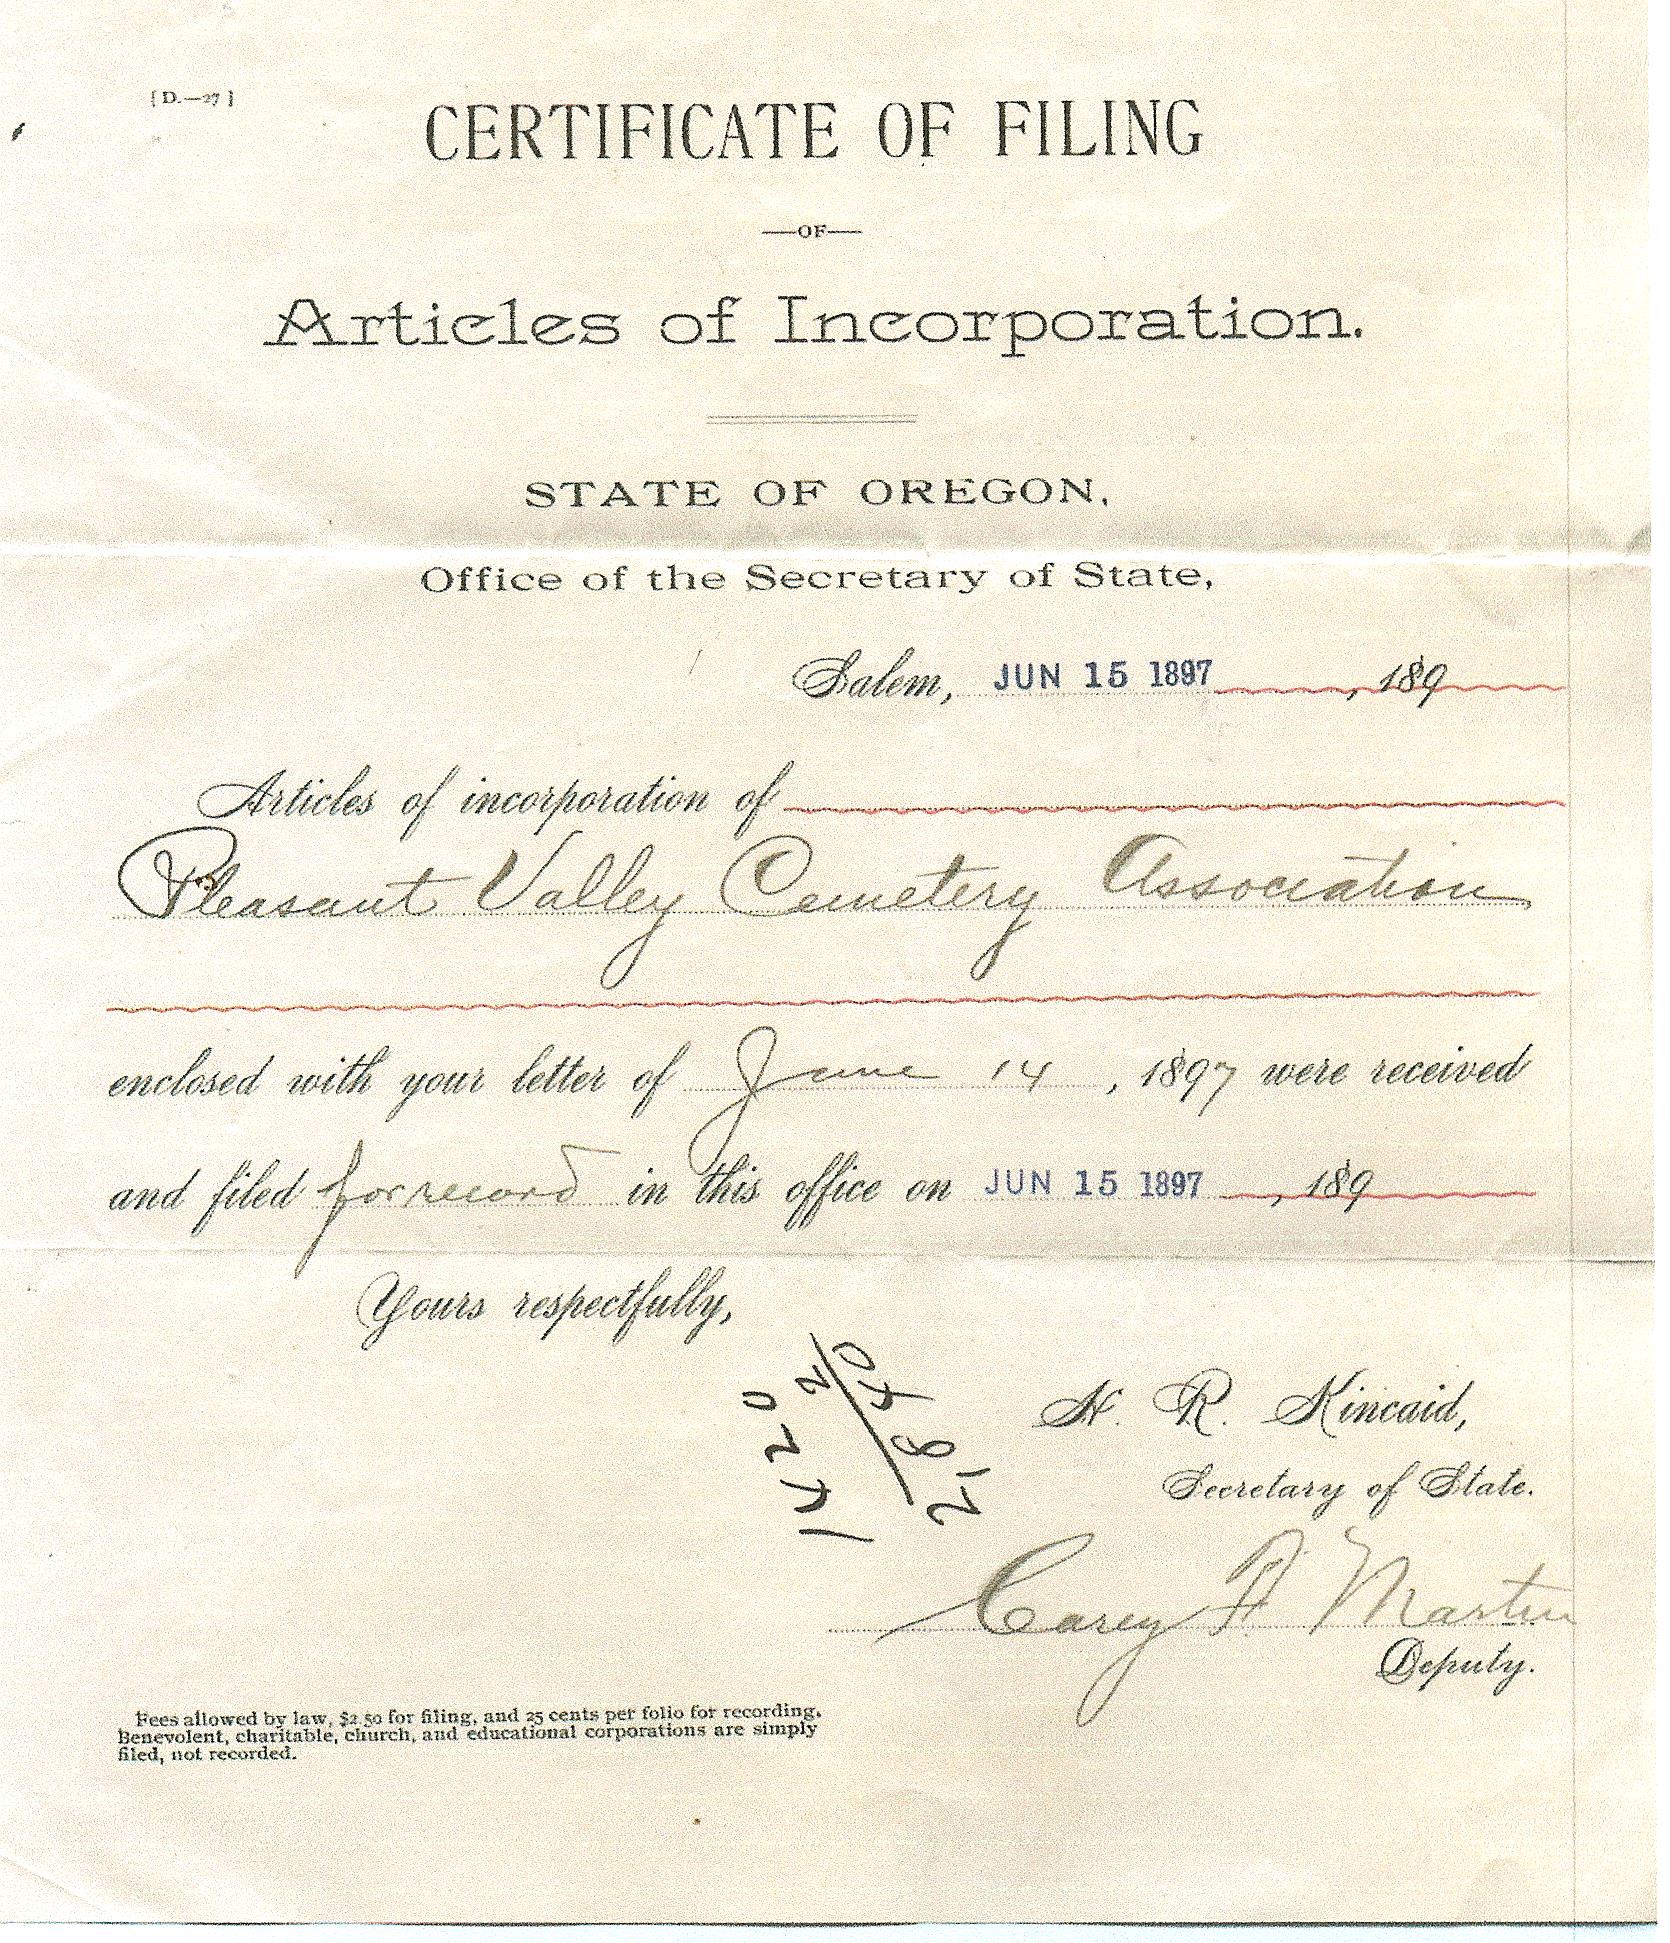 [D.—27]
CERTIFICATE OF FILING
—OF—
Articles of Incorporation.
STATE OF OREGON,
Office of the Secretary of State,
Salem, JUN 15 1897, 189
Articles of incorporation of
Pleasant Valley Cemetery Association
enclosed with your letter of June 14, 1897 were received
and filed for record in this office on JUN 15 1897, 189
Yours respectfully,
H. R. Kincaid,
Secretary of State.
Carey F. Martin
Deputy.
Fees allowed by law, $2.50 for filing, and 25 cents per folio for recording.
Benevolent, charitable, church, and educational corporations are simply
filed, not recorded.